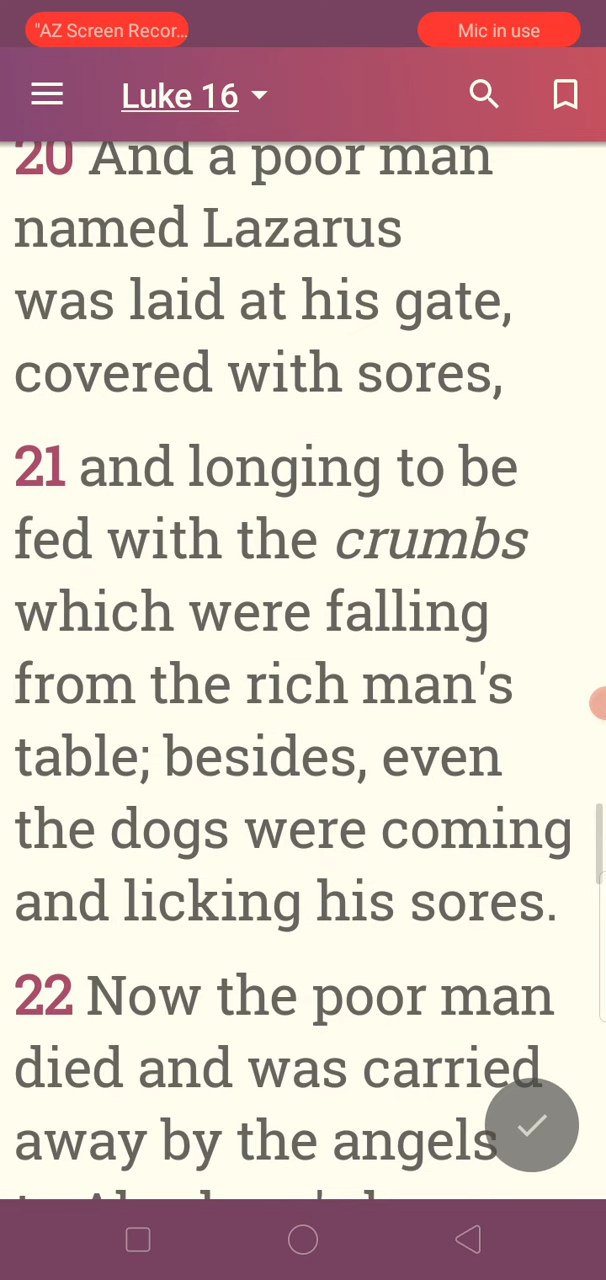 "AZ Screen Recor...
Mic in use
Luke 16
20 And a poor man
named Lazarus
was laid at his gate,
covered with sores,
21 and longing to be
fed with the crumbs
which were falling
from the rich man's
table; besides, even
the dogs were coming
and licking his sores.
22 Now the poor man
died and was carried
away by the angels